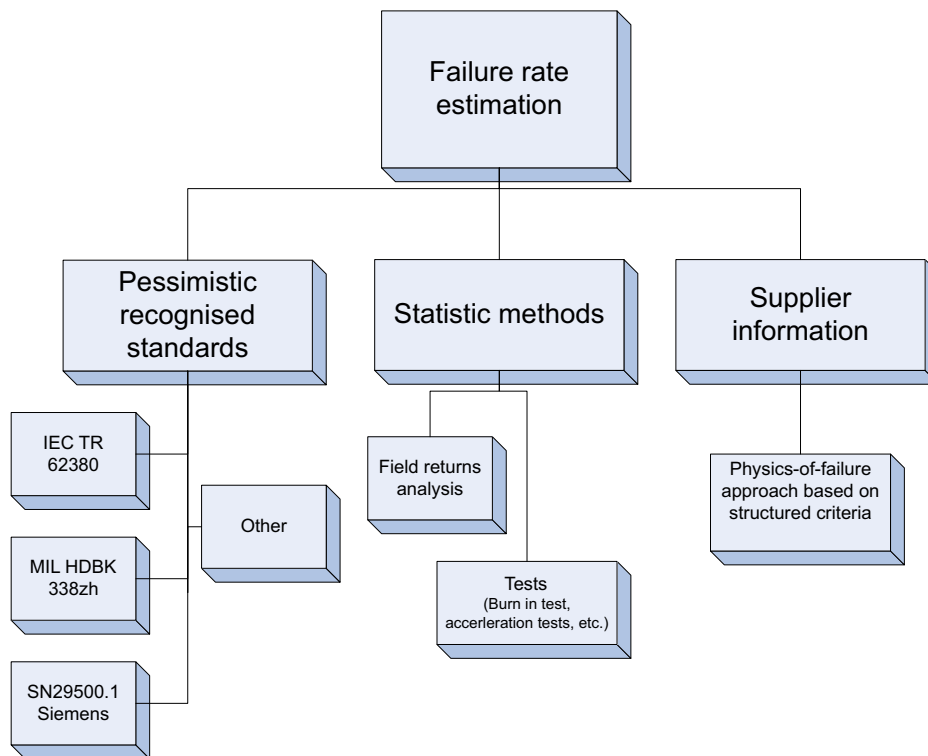 Failure rate
estimation
Pessimistic
recognised
standards
Statistic methods
Supplier
information
IEC TR
62380
Other
MIL HDBK
338zh
SN29500.1
Siemens
Field returns
analysis
Tests
(Burn in test,
accerleration tests, etc.)
Physics-of-failure
approach based on
structured criteria